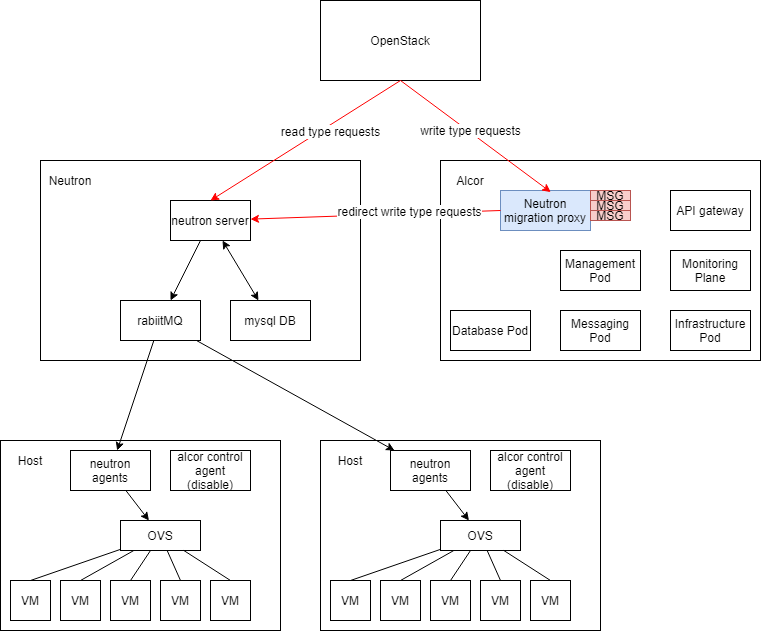 OpenStack
read type requests
write type requests
Neutron
neutron server
redirect write type requests
rabiitMQ
mysql DB
Alcor
Neutron
migration proxy
MSG
MSG
MSG
API gateway
Management
Pod
Monitoring
Plane
Database Pod
Messaging
Pod
Infrastructure
Pod
Host
neutron
agents
alcor control
agent
(disable)
OVS
VM
VM
VM
VM
VM
Host
neutron
agents
alcor control
agent
(disable)
OVS
VM
VM
VM
VM
VM